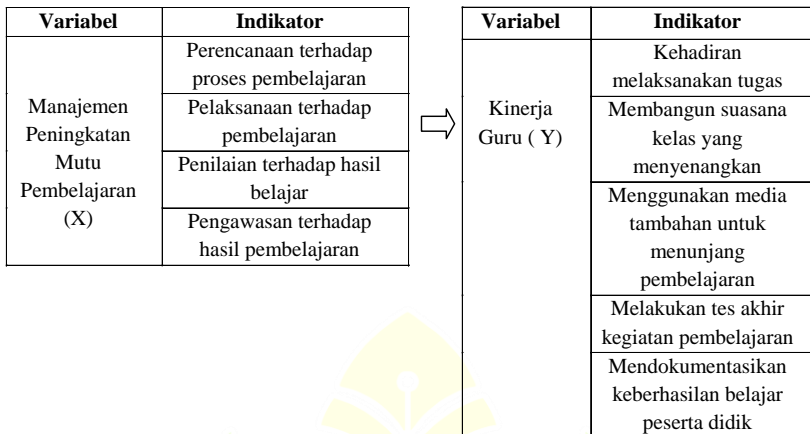 Variabel
Indikator
Manajemen
Peningkatan
Mutu
Pembelajaran
(X)
Perencanaan terhadap
proses pembelajaran
Pelaksanaan terhadap
pembelajaran
Penilaian terhadap hasil
belajar
Pengawasan terhadap
hasil pembelajaran
Variabel
Indikator
Kinerja
Guru ( Y)
Kehadiran
melaksanakan tugas
Membangun suasana
kelas yang
menyenangkan
Menggunakan media
tambahan untuk
menunjang
pembelajaran
Melakukan tes akhir
kegiatan pembelajaran
Mendokumentasikan
keberhasilan belajar
peserta didik